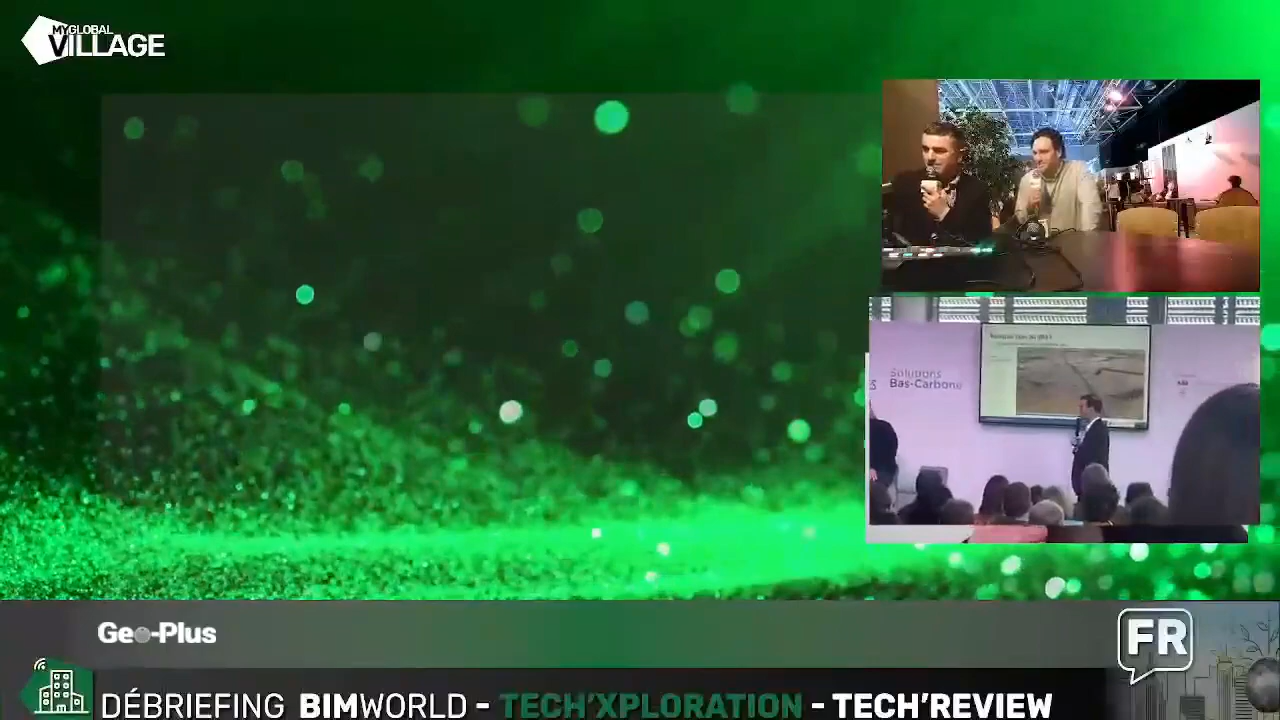 MYGLOBAL
VILLAGE
Solutions
Bas-Carbone
Geo-Plus
FR
DÉBRIEFING BIMWORLD - TECH'XPLORATION - TECH'REVIEW